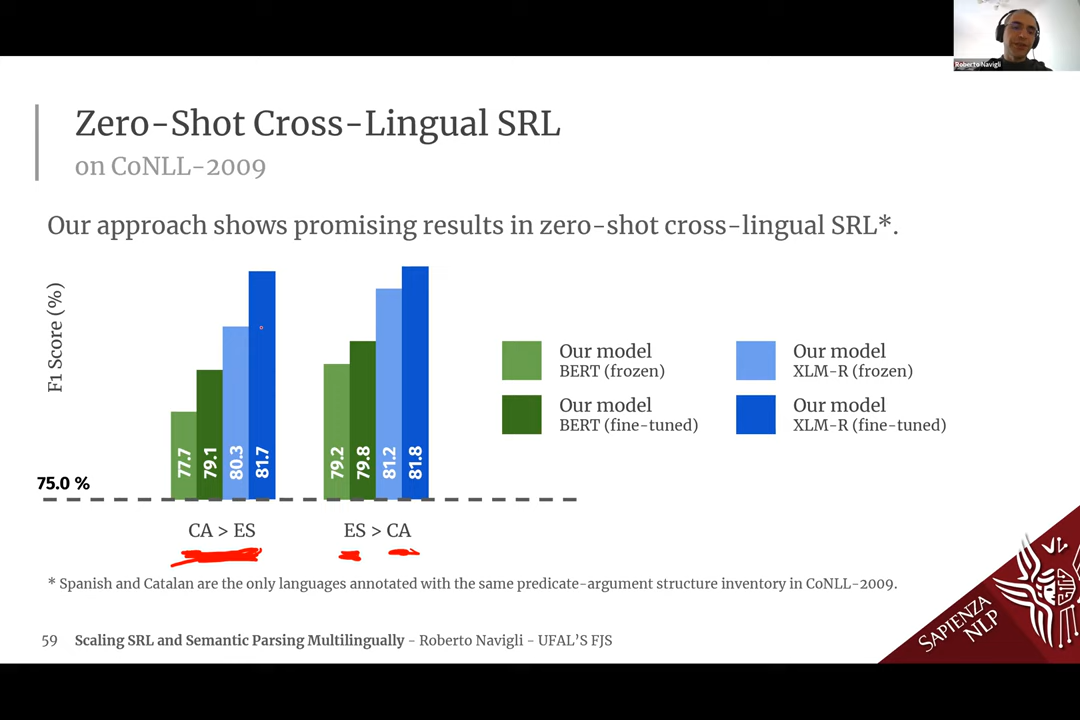 Roberto Navigli
Zero-Shot Cross-Lingual SRL
on CoNLL-2009
Our approach shows promising results in zero-shot cross-lingual SRL*.
F1 Score (%)
75.0 %
77.7
79.1
80.3
81.7
79.2
79.8
81.2
81.8
CA > ES
ES > CA
Our model
BERT (frozen)
Our model
XLM-R (frozen)
Our model
BERT (fine-tuned)
Our model
XLM-R (fine-tuned)
* Spanish and Catalan are the only languages annotated with the same predicate-argument structure inventory in CoNLL-2009.
59 Scaling SRL and Semantic Parsing Multilingually - Roberto Navigli - UFAL'S FJS
SAPIENZA
NLP